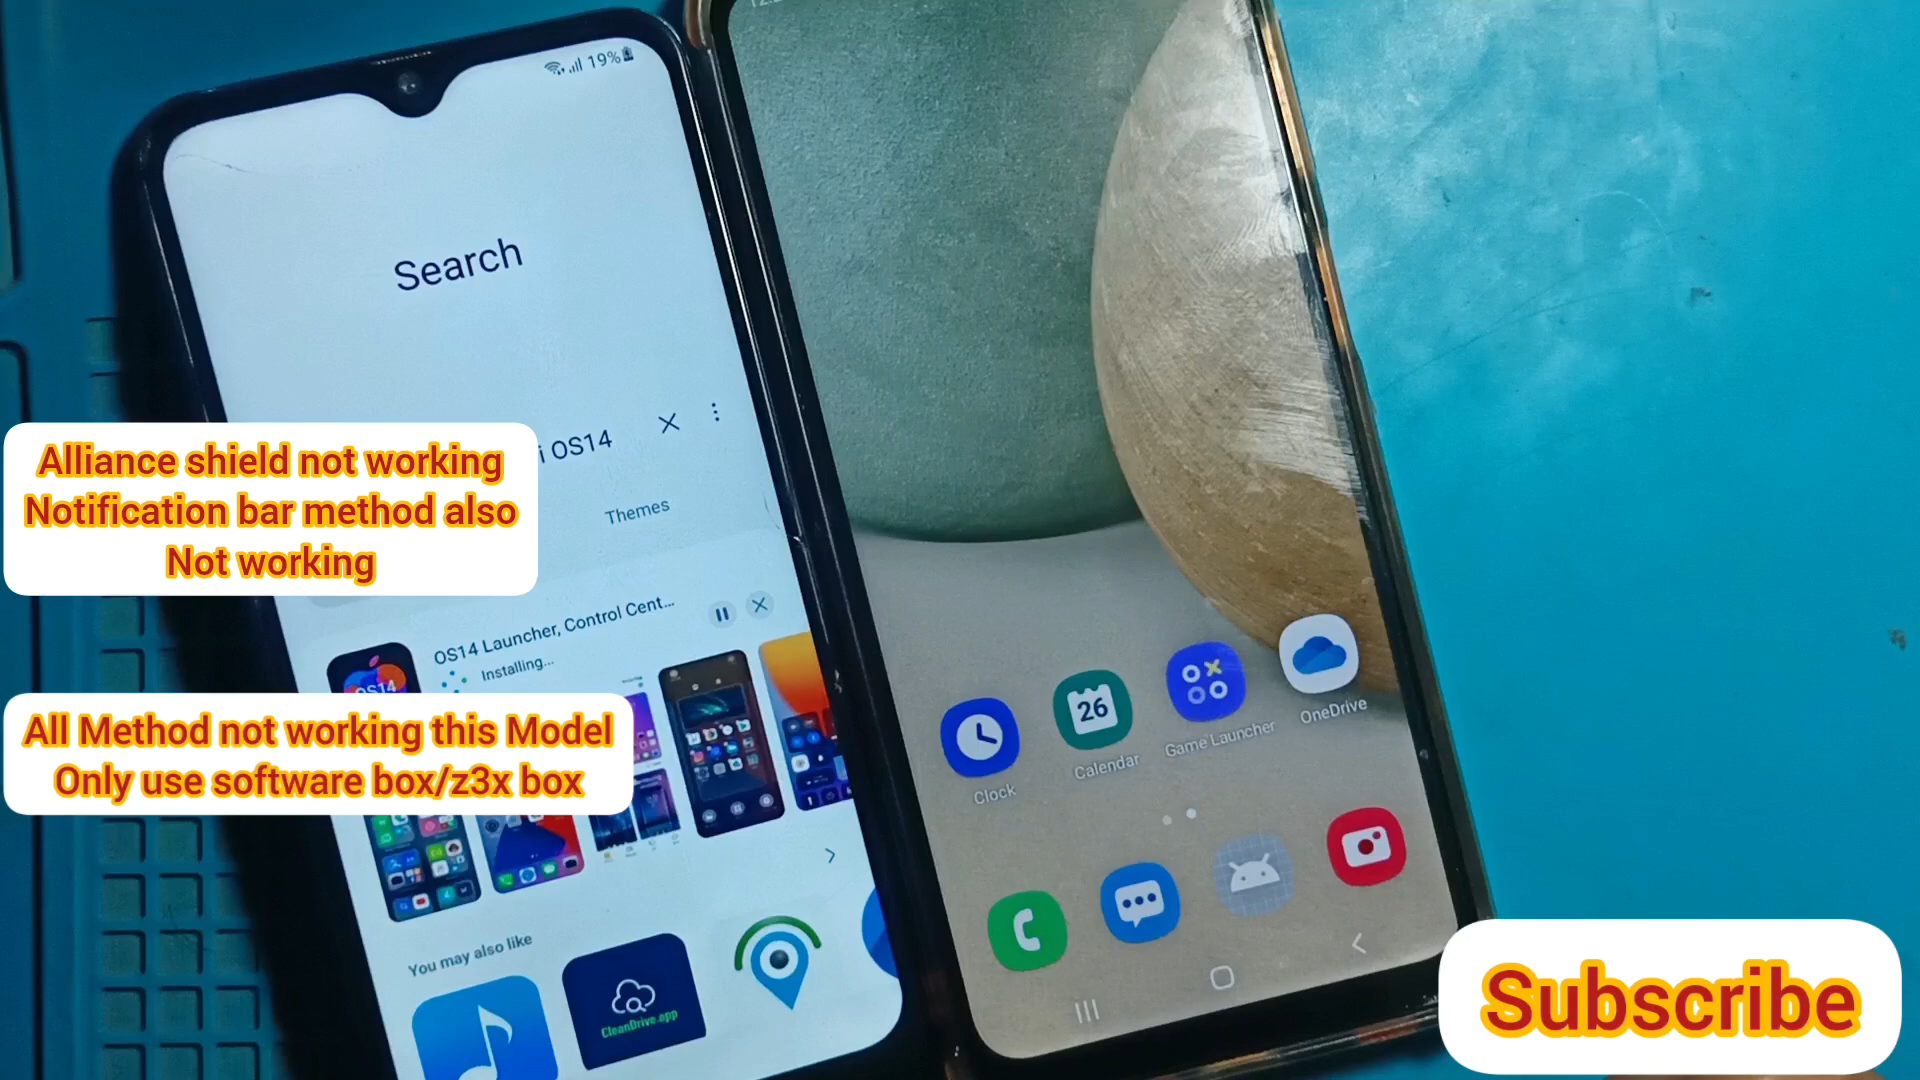 19%
Search
i OS14
Themes
Alliance shield not working
Notification bar method also
Not working
OS14 Launcher, Control Cent...
Installing...
OS14
All Method not working this Model
Only use software box/z3x box
You may also like
CleanDrive.app
26
Clock
Calendar
Game Launcher
OneDrive
Subscribe